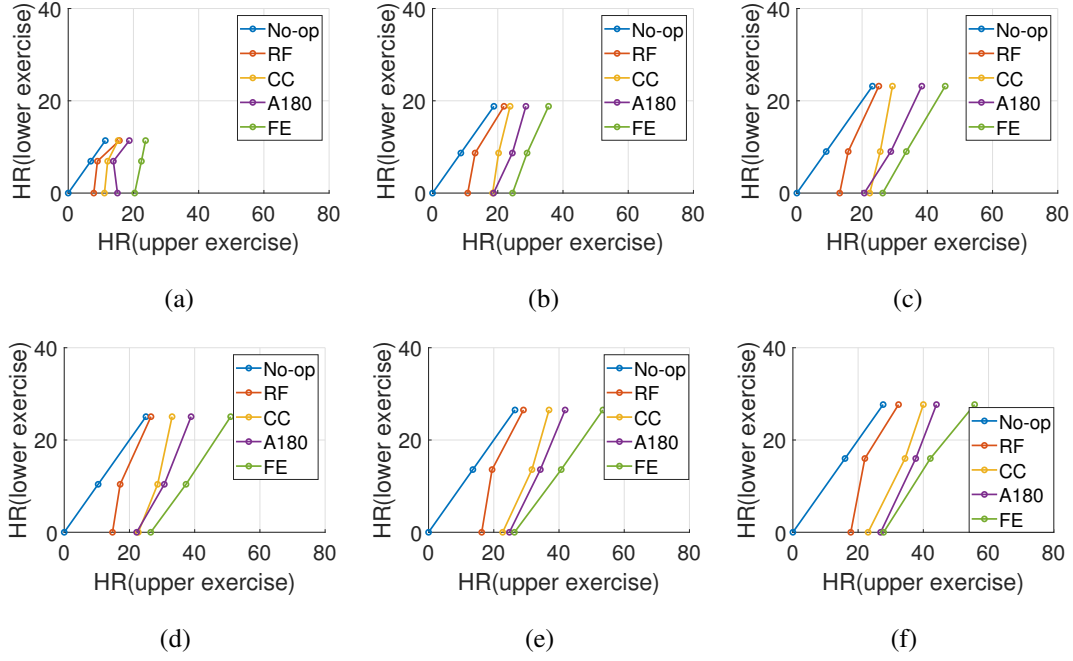 40
20
0
0 20 40 60 80
HR(lower exercise)
HR(upper exercise)
No-op
RF
CC
A180
FE
(a)
40
20
0
0 20 40 60 80
HR(lower exercise)
HR(upper exercise)
No-op
RF
CC
A180
FE
(b)
40
20
0
0 20 40 60 80
HR(lower exercise)
HR(upper exercise)
No-op
RF
CC
A180
FE
(c)
40
20
0
0 20 40 60 80
HR(lower exercise)
HR(upper exercise)
No-op
RF
CC
A180
FE
(d)
40
20
0
0 20 40 60 80
HR(lower exercise)
HR(upper exercise)
No-op
RF
CC
A180
FE
(e)
40
20
0
0 20 40 60 80
HR(lower exercise)
HR(upper exercise)
No-op
RF
CC
A180
FE
(f)